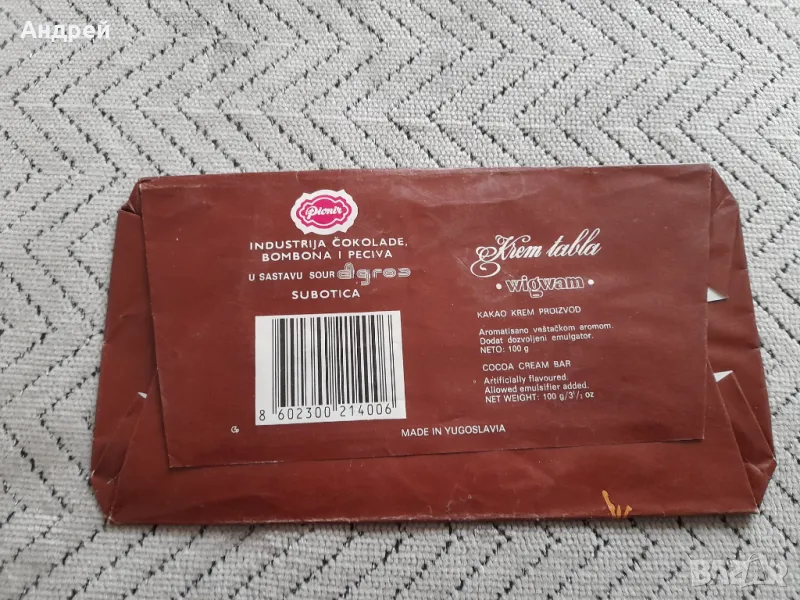 Андрей
Pionir
INDUSTRIJA ČOKOLADE,
BOMBONA I PECIVA
U SASTAVU SOUR agros
SUBOTICA
8 602300 214006
Krem tabla
• wigwam •
KAKAO KREM PROIZVOD
Aromatisano veštačkom aromom.
Dodat dozvoljeni emulgator.
NETO: 100 g
COCOA CREAM BAR
Artificially flavoured.
Allowed emulsifier added.
NET WEIGHT: 100 g/3¹/₂ oz
MADE IN YUGOSLAVIA
BAZAR